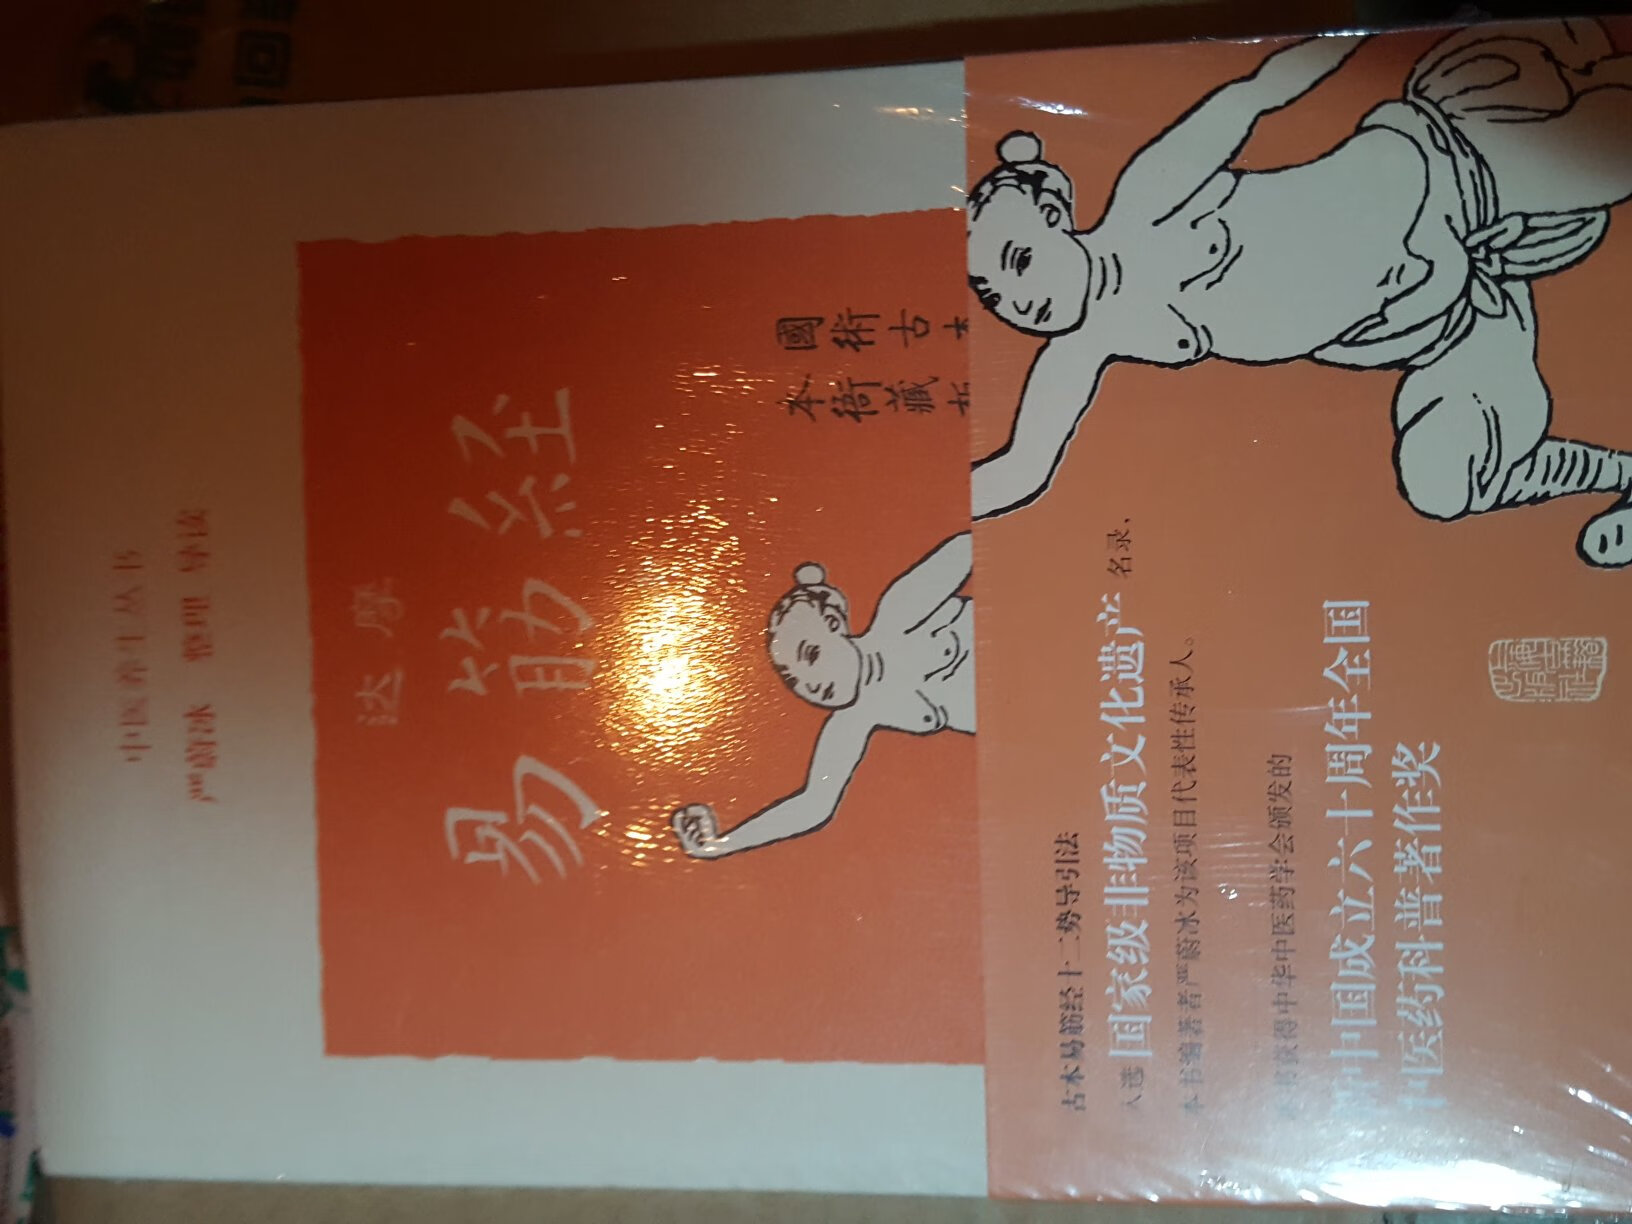 中医养生丛书
严蔚冰 整理 导读
达摩
易筋经
國術古本
本衙藏板
古本易筋经十二势导引法
入选 国家级非物质文化遗产 名录，
本书编著者严蔚冰为该项目代表性传承人。
获得中华中医药学会颁发的
新中国成立六十周年全国
中医药科普著作奖